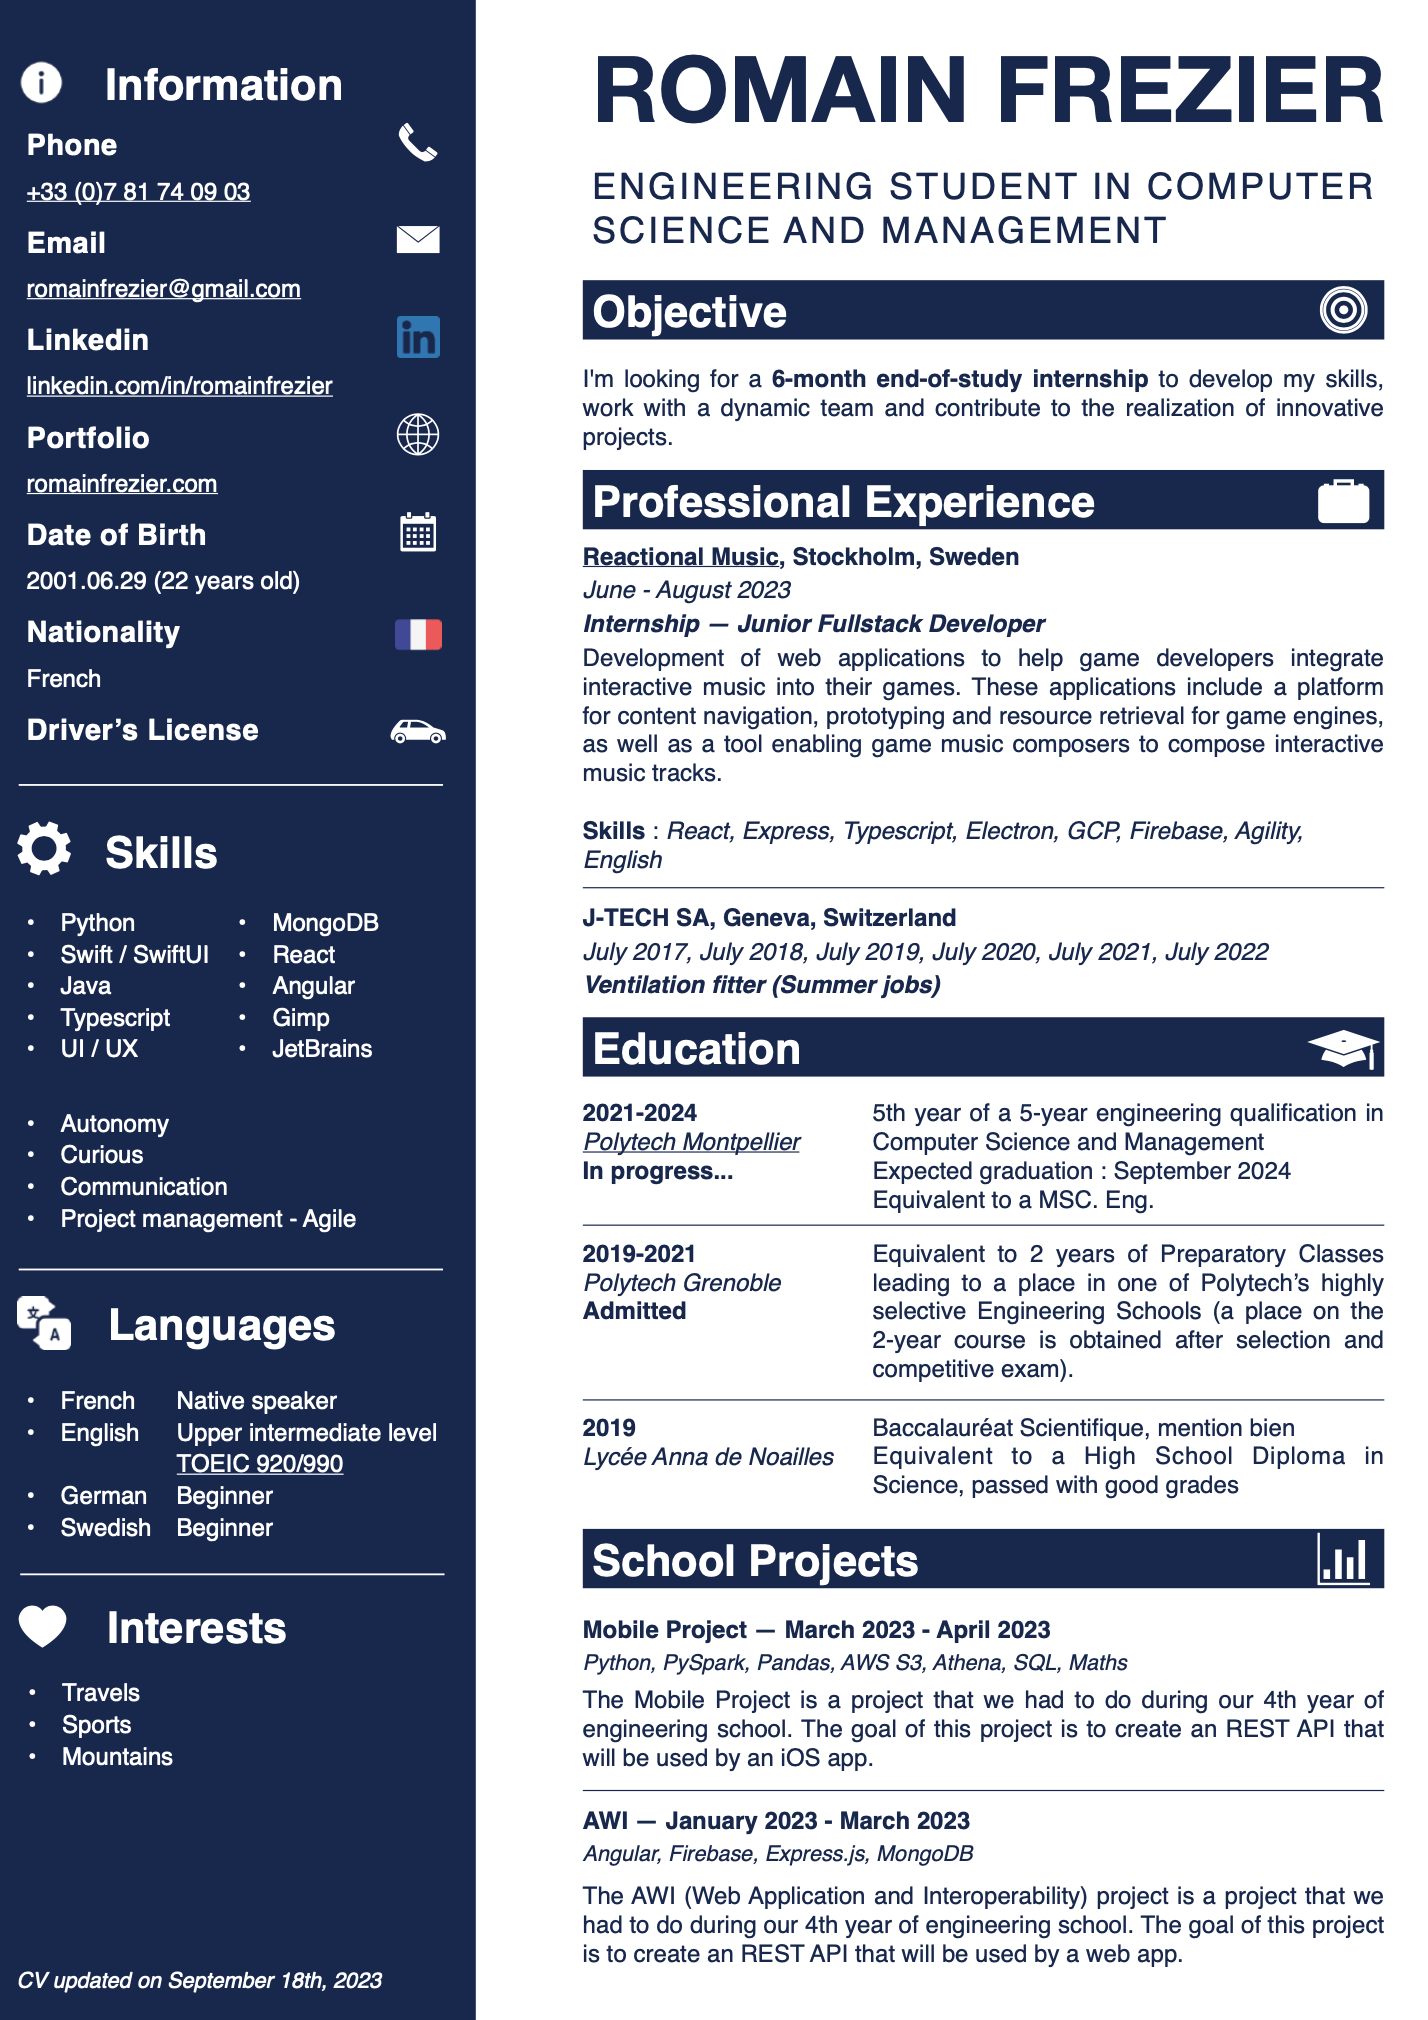 Information
Phone
+33 (0)7 81 74 09 03
Email
romainfrezier@gmail.com
Linkedin
in
linkedin.com/in/romainfrezier
Portfolio
romainfrezier.com
Date of Birth
2001.06.29 (22 years old)
Nationality
French
Driver’s License
Skills
• Python
• Swift / SwiftUI
• Java
• Typescript
• UI / UX
• MongoDB
• React
• Angular
• Gimp
• JetBrains
• Autonomy
• Curious
• Communication
• Project management - Agile
文
A
Languages
• French Native speaker
• English Upper intermediate level
TOEIC 920/990
• German Beginner
• Swedish Beginner
Interests
• Travels
• Sports
• Mountains
CV updated on September 18th, 2023
ROMAIN FREZIER
ENGINEERING STUDENT IN COMPUTER
SCIENCE AND MANAGEMENT
Objective
I'm looking for a 6-month end-of-study internship to develop my skills,
work with a dynamic team and contribute to the realization of innovative
projects.
Professional Experience
Reactional Music, Stockholm, Sweden
June - August 2023
Internship — Junior Fullstack Developer
Development of web applications to help game developers integrate
interactive music into their games. These applications include a platform
for content navigation, prototyping and resource retrieval for game engines,
as well as a tool enabling game music composers to compose interactive
music tracks.
Skills : React, Express, Typescript, Electron, GCP, Firebase, Agility,
English
J-TECH SA, Geneva, Switzerland
July 2017, July 2018, July 2019, July 2020, July 2021, July 2022
Ventilation fitter (Summer jobs)
Education
2021-2024
Polytech Montpellier
In progress...
5th year of a 5-year engineering qualification in
Computer Science and Management
Expected graduation : September 2024
Equivalent to a MSC. Eng.
2019-2021
Polytech Grenoble
Admitted
Equivalent to 2 years of Preparatory Classes
leading to a place in one of Polytech’s highly
selective Engineering Schools (a place on the
2-year course is obtained after selection and
competitive exam).
2019
Lycée Anna de Noailles
Baccalauréat Scientifique, mention bien
Equivalent to a High School Diploma in
Science, passed with good grades
School Projects
Mobile Project — March 2023 - April 2023
Python, PySpark, Pandas, AWS S3, Athena, SQL, Maths
The Mobile Project is a project that we had to do during our 4th year of
engineering school. The goal of this project is to create an REST API that
will be used by an iOS app.
AWI — January 2023 - March 2023
Angular, Firebase, Express.js, MongoDB
The AWI (Web Application and Interoperability) project is a project that we
had to do during our 4th year of engineering school. The goal of this project
is to create an REST API that will be used by a web app.